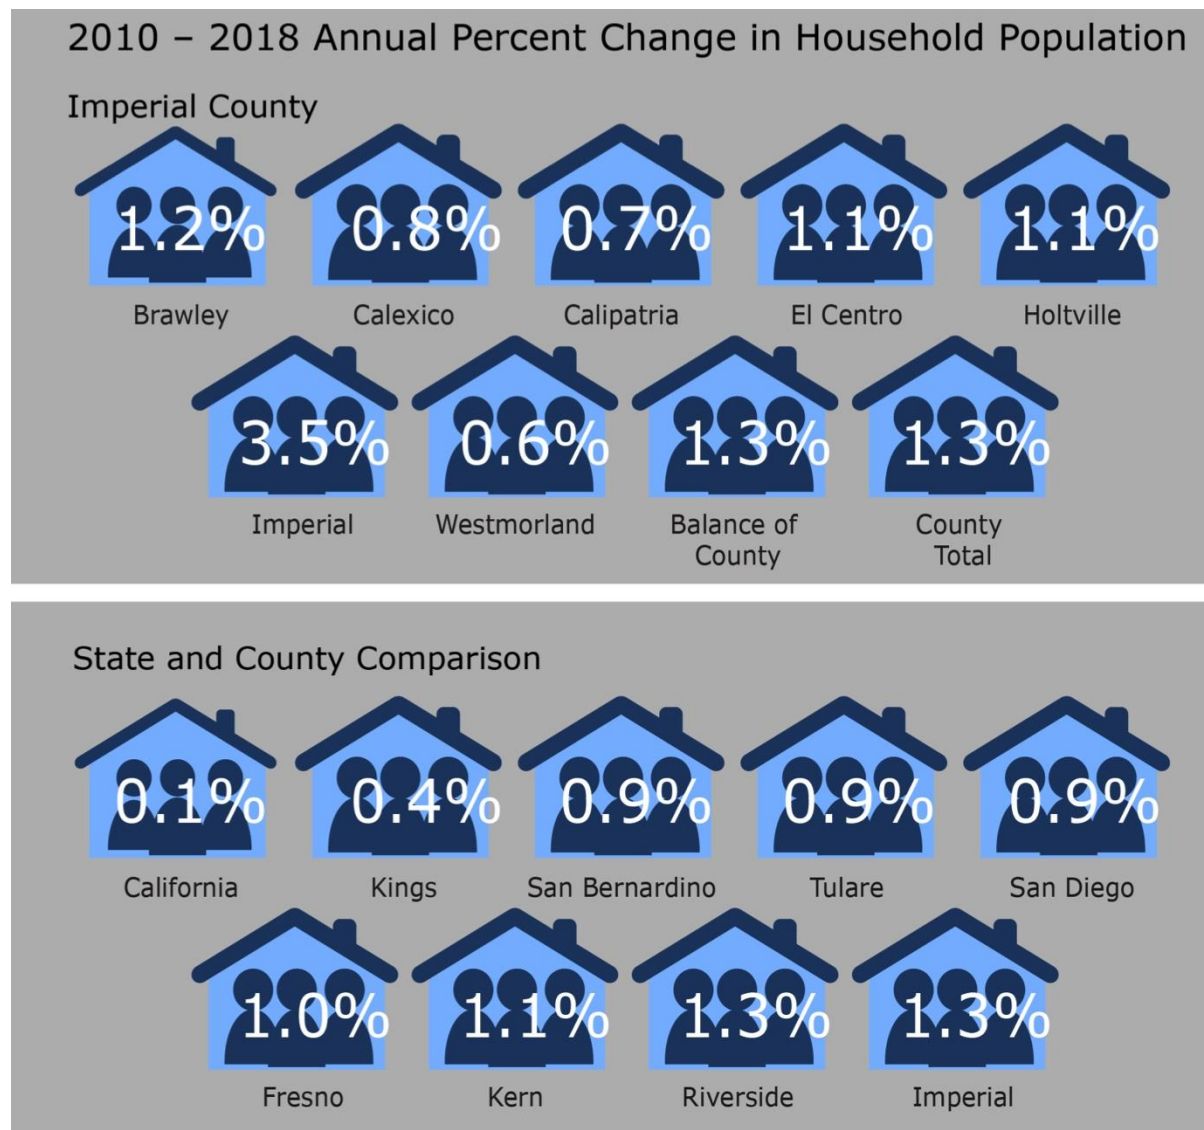 2010 – 2018 Annual Percent Change in Household Population
Imperial County
1.2% 0.8% 0.7% 1.1% 1.1%
Brawley Calexico Calipatria El Centro Holtville
3.5% 0.6% 1.3% 1.3%
Imperial Westmorland Balance of County
County Total
State and County Comparison
0.1% 0.4% 0.9% 0.9% 0.9%
California Kings San Bernardino Tulare San Diego
1.0% 1.1% 1.3% 1.3%
Fresno Kern Riverside Imperial